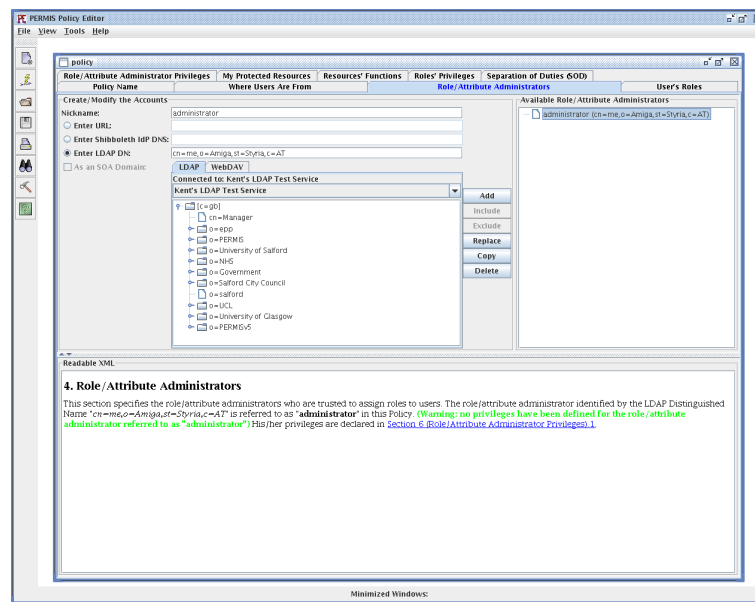 PERMIS Policy Editor
File View Tools Help
policy
Role/Attribute Administrator Privileges My Protected Resources Resources' Functions Roles' Privileges Separation of Duties (SOD)
Policy Name Where Users Are From Role/Attribute Administrators User's Roles
Create/Modify the Accounts
Nickname: administrator
Enter URL:
Enter Shibboleth IdP DNS:
Enter LDAP DN: cn=me,o=Amiga,st=Styria,c=AT
As an SOA Domain:
LDAP WebDAV
Connected to: Kent's LDAP Test Service
Kent's LDAP Test Service
[c=gb]
cn=Manager
o=epp
o=PERMIS
o=University of Salford
o=NHS
o=Government
o=Salford City Council
o=salford
o=UCL
o=University of Glasgow
o=PERMISv5
Add
Include
Exclude
Replace
Copy
Delete
Available Role/Attribute Administrators
administrator (cn=me,o=Amiga,st=Styria,c=AT)
Readable XML
4. Role/Attribute Administrators
This section specifies the role/attribute administrators who are trusted to assign roles to users. The role/attribute administrator identified by the LDAP Distinguished
Name "cn=me,o=Amiga,st=Styria,c=AT" is referred to as "administrator" in this Policy. (Warning: no privileges have been defined for the role/attribute
administrator referred to as "administrator") His/her privileges are declared in Section 6 (Role/Attribute Administrator Privileges).1.
Minimized Windows: